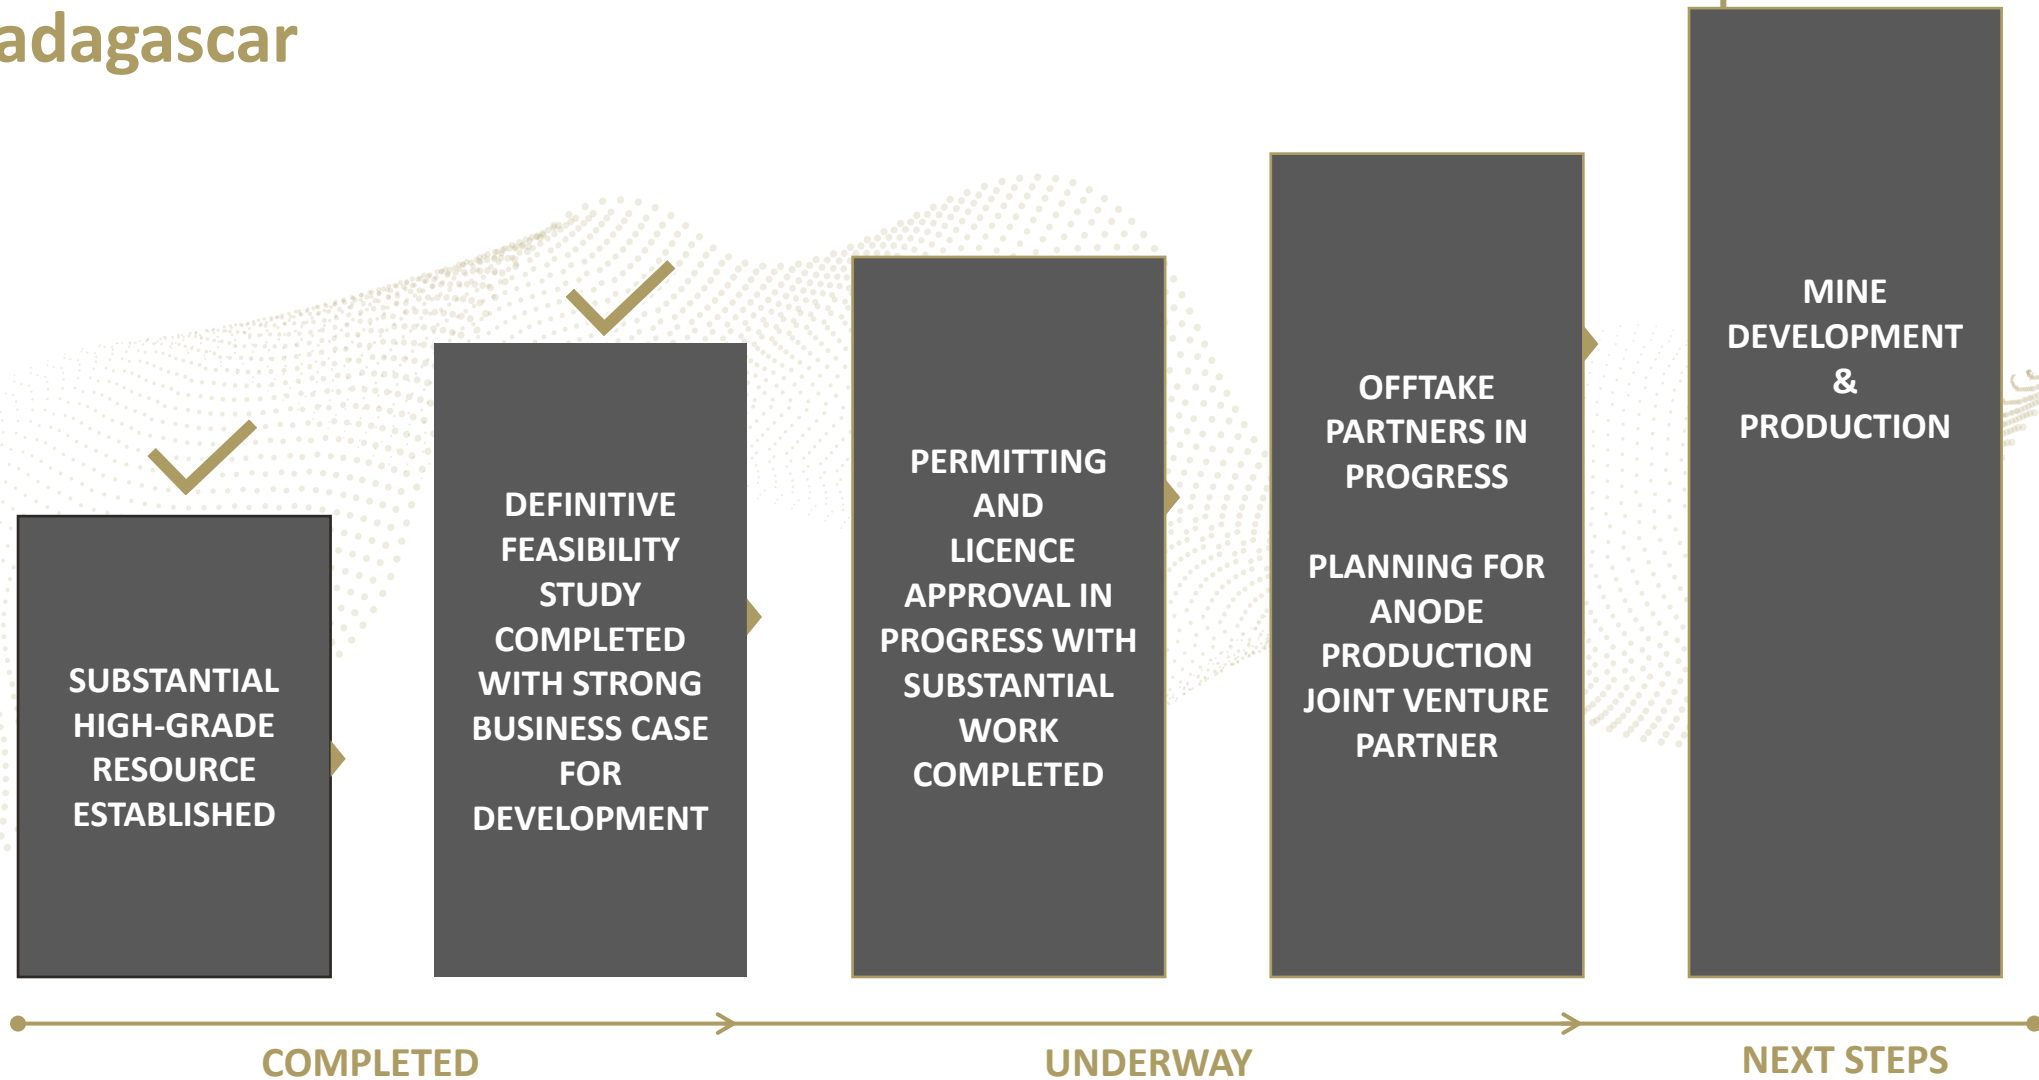 adagascar
SUBSTANTIAL
HIGH-GRADE
RESOURCE
ESTABLISHED
DEFINITIVE
FEASIBILITY
STUDY
COMPLETED
WITH STRONG
BUSINESS CASE
FOR
DEVELOPMENT
PERMITTING
AND
LICENCE
APPROVAL IN
PROGRESS WITH
SUBSTANTIAL
WORK
COMPLETED
OFFTAKE
PARTNERS IN
PROGRESS
PLANNING FOR
ANODE
PRODUCTION
JOINT VENTURE
PARTNER
MINE
DEVELOPMENT
&
PRODUCTION
COMPLETED
UNDERWAY
NEXT STEPS